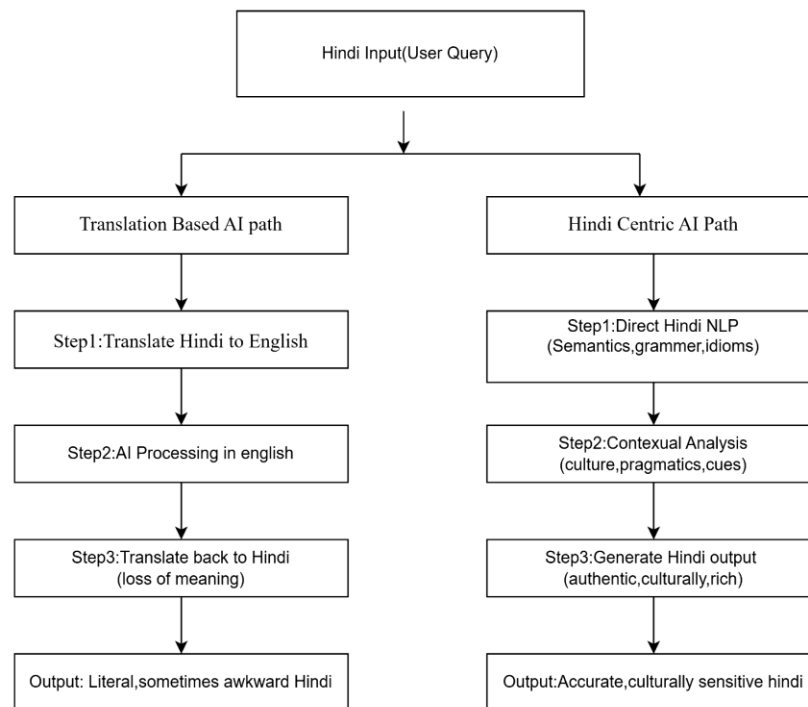 Hindi Input(User Query)
Translation Based AI path
Hindi Centric AI Path
Step1:Translate Hindi to English
Step1:Direct Hindi NLP
(Semantics,grammer,idioms)
Step2:AI Processing in english
Step2:Contexual Analysis
(culture,pragmatics,cues)
Step3:Translate back to Hindi
(loss of meaning)
Step3:Generate Hindi output
(authentic,culturally,rich)
Output: Literal,sometimes awkward Hindi
Output:Accurate,culturally sensitive hindi